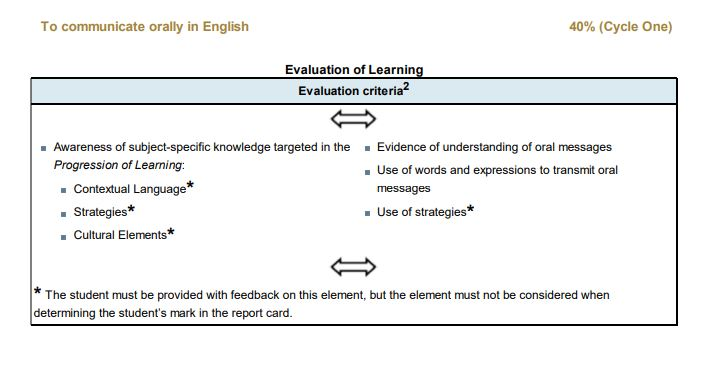 To communicate orally in English 40% (Cycle One)
Evaluation of Learning
Evaluation criteria2
Awareness of subject-specific knowledge targeted in the
Progression of Learning:
Contextual Language*
Strategies*
Cultural Elements*
Evidence of understanding of oral messages
Use of words and expressions to transmit oral
messages
Use of strategies*
* The student must be provided with feedback on this element, but the element must not be considered when
determining the student's mark in the report card.